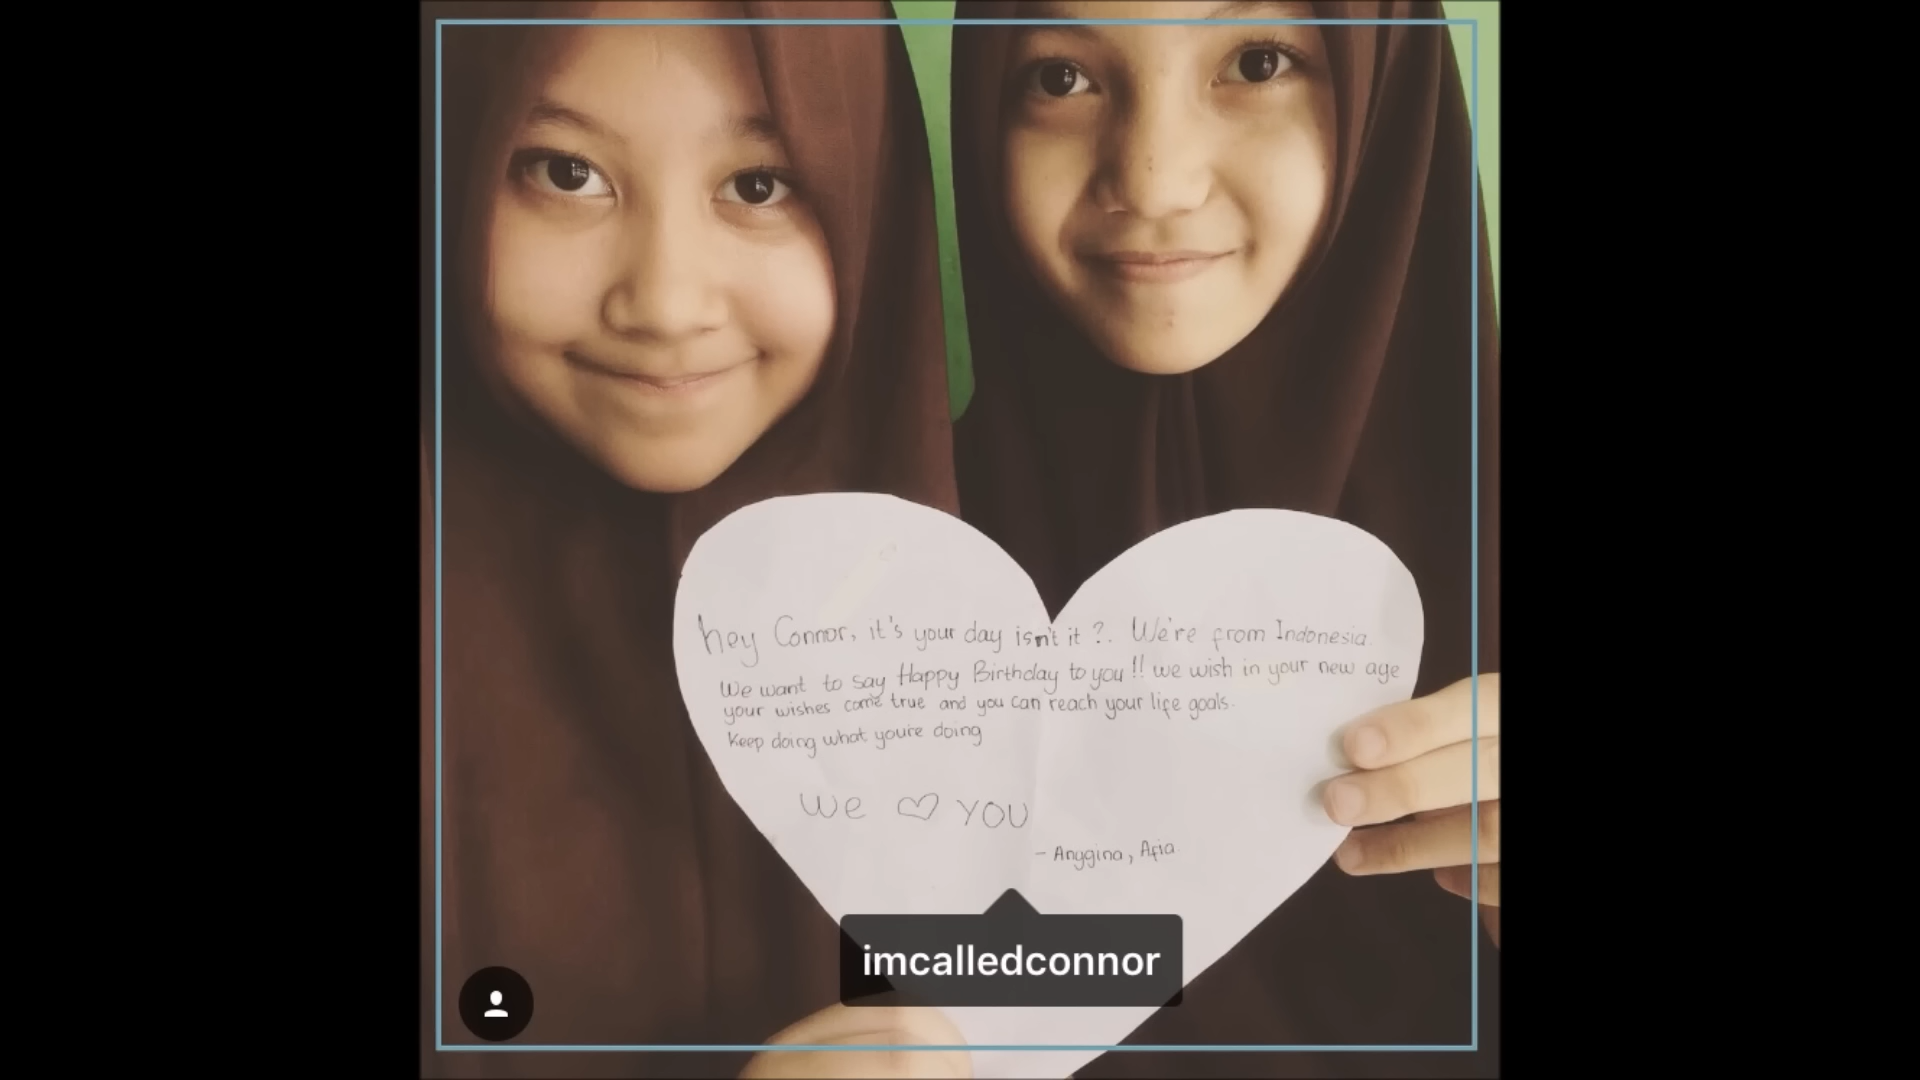 hey Connor, it's your day isn't it ?. We're from Indonesia.
We want to say Happy Birthday to you !! we wish in your new age
your wishes come true and you can reach your life goals.
Keep doing what you're doing
We ♡ YOU
- Anggina, Afia.
imcalledconnor